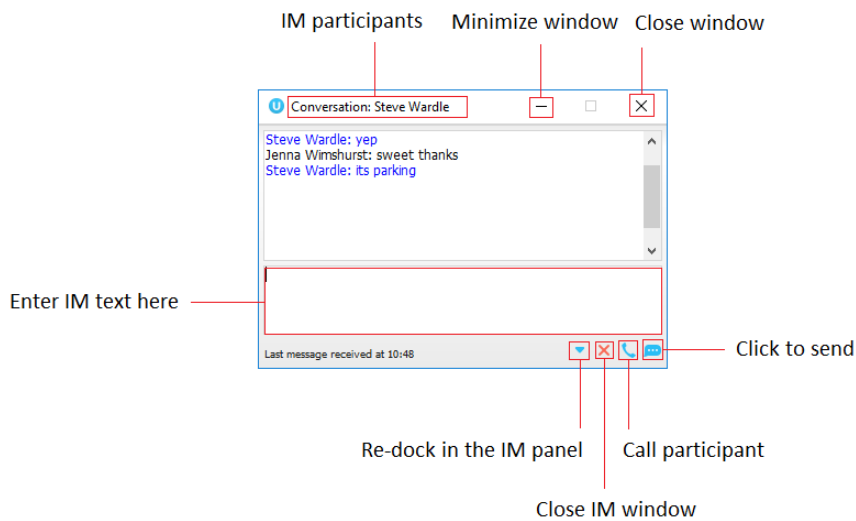 IM participants
Minimize window
Close window
U Conversation: Steve Wardle
Steve Wardle: yep
Jenna Wimshurst: sweet thanks
Steve Wardle: its parking
Enter IM text here
Last message received at 10:48
Click to send
Re-dock in the IM panel
Call participant
Close IM window